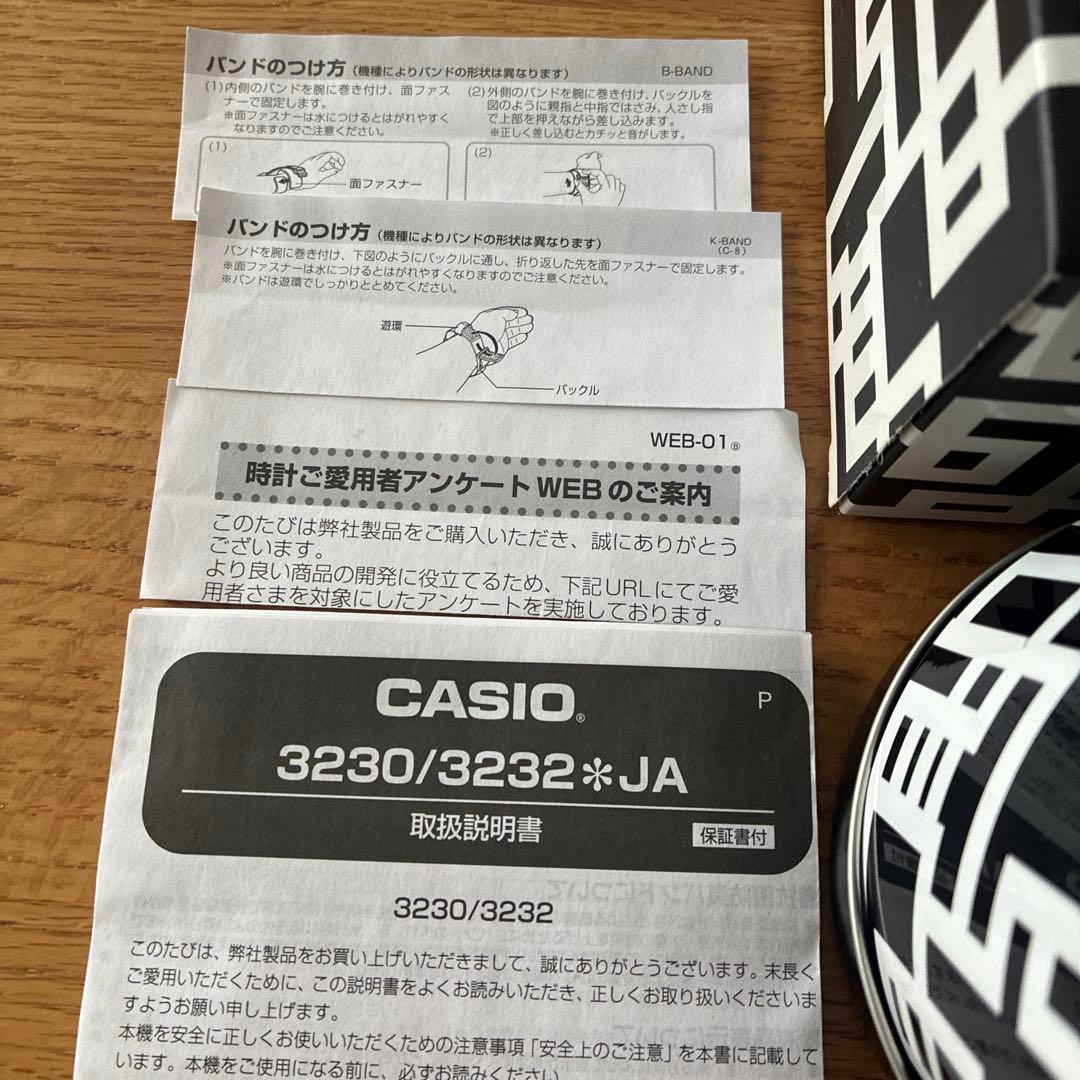 バンドのつけ方(機種によりバンドの形状は異なります)
B-BAND
(1)内側のバンドを腕に巻き付け、面ファス
ナーで固定します。
※面ファスナーは水につけるとはがれやすく
なりますのでご注意ください。
(2)外側のバンドを腕に巻き付け、バックルを
図のように親指と中指ではさみ、人さし指
で上部を押えながら差し込みます。
※正しく差し込むとカチッと音がします。
(1)
面ファスナー
(2)
バンドのつけ方(機種によりバンドの形状は異なります)
K-BAND
(C-8)
バンドを腕に巻き付け、下図のようにバックルに通し、折り返した先を面ファスナーで固定します。
※面ファスナーは水につけるとはがれやすくなりますのでご注意ください。
※バンドは遊環でしっかりととめてください。
遊環
バックル
WEB-01Ⓑ
時計ご愛用者アンケートWEBのご案内
このたびは弊社製品をご購入いただき、誠にありがとう
ございます。
より良い商品の開発に役立てるため、下記URLにてご愛
用者さまを対象にしたアンケートを実施しております。
CASIO®
P
3230/3232＊JA
取扱説明書
保証書付
3230/3232
このたびは、弊社製品をお買い上げいただきまして、誠にありがとうございます。末長く
ご愛用いただくために、この説明書をよくお読みいただき、正しくお取り扱いくださいま
すようお願い申し上げます。
本機を安全に正しくお使いいただくための注意事項「安全上のご注意」を本書に記載して
います。本機をご使用になる前に、必ずお読みください